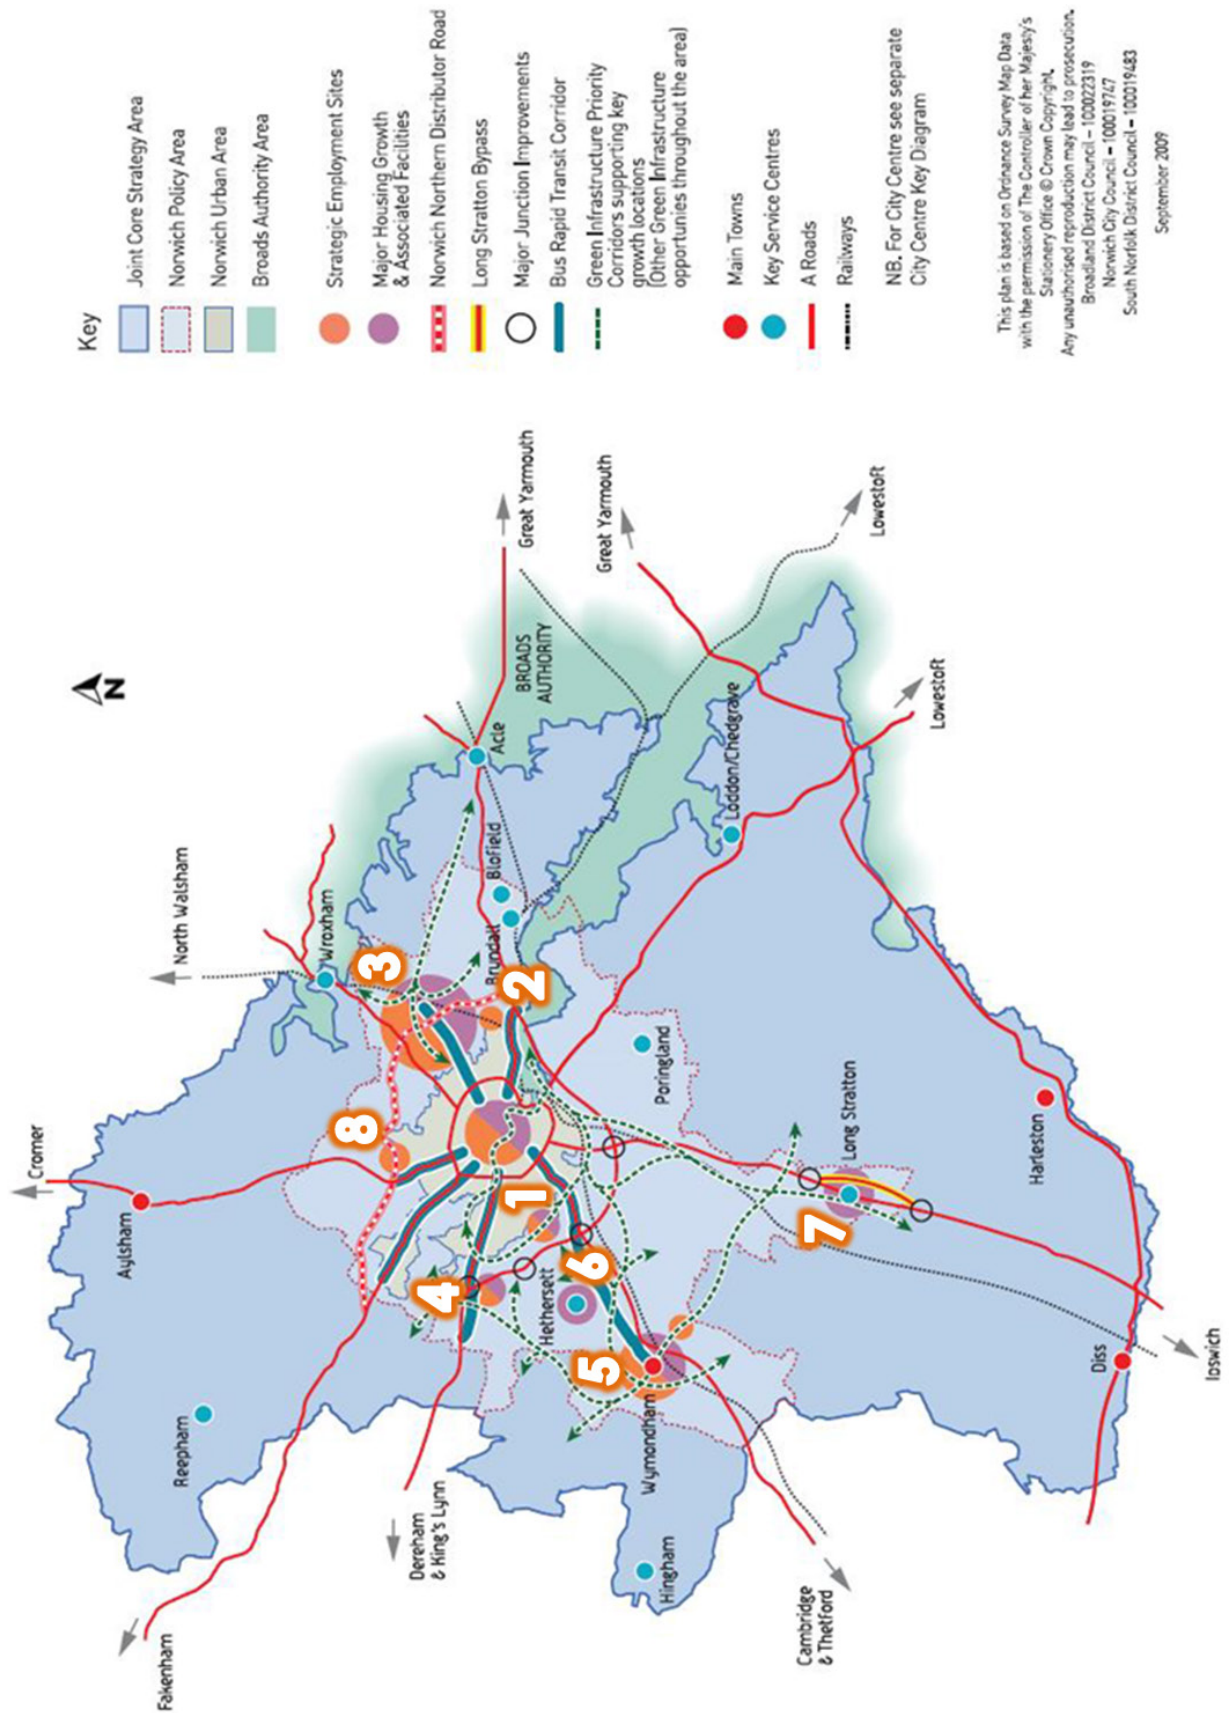 Key
Joint Core Strategy Area
Norwich Policy Area
Norwich Urban Area
Broads Authority Area
Strategic Employment Sites
Major Housing Growth
& Associated Facilities
Norwich Northern Distributor Road
Long Stratton Bypass
Major Junction Improvements
Bus Rapid Transit Corridor
Green Infrastructure Priority
Corridors supporting key
growth locations
(Other Green Infrastructure
opportunities throughout the area)
Main Towns
Key Service Centres
A Roads
Railways
NB. For City Centre see separate
City Centre Key Diagram
This plan is based on Ordnance Survey Map Data
with the permission of The Controller of her Majesty's
Stationery Office © Crown Copyright.
Any unauthorised reproduction may lead to prosecution.
Broadland District Council – 100022319
Norwich City Council – 100019747
South Norfolk District Council – 100019483
September 2009
N
Cromer
North Walsham
Aylsham
Wroxham
Reepham
Fakenham
8
3
Acle
Great Yarmouth
BROADS
AUTHORITY
Blofield
Brundall
2
Great Yarmouth
Dereham
& King's Lynn
4
1
Hethersett
6
5
Wymondham
Hingham
Poringland
Loddon/Chedgrave
Lowestoft
Lowestoft
Cambridge
& Thetford
7
Long Stratton
Harleston
Diss
Ipswich